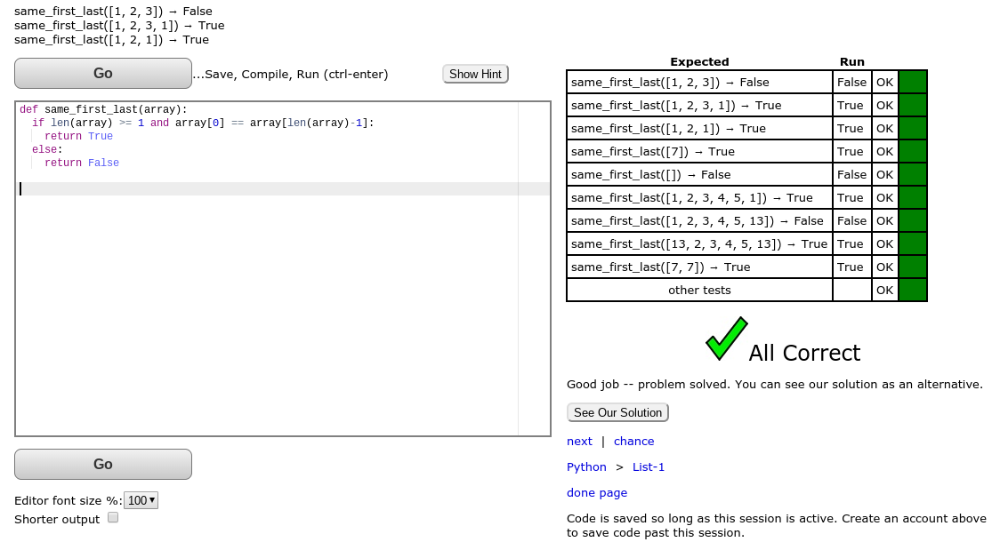 same_first_last([1, 2, 3]) → False
same_first_last([1, 2, 3, 1]) → True
same_first_last([1, 2, 1]) → True
Go
...Save, Compile, Run (ctrl-enter)
Show Hint
def same_first_last(array):
  if len(array) >= 1 and array[0] == array[len(array)-1]:
    return True
  else:
    return False
Go
Editor font size %: 100
Shorter output
Expected Run
same_first_last([1, 2, 3]) → False False OK
same_first_last([1, 2, 3, 1]) → True True OK
same_first_last([1, 2, 1]) → True True OK
same_first_last([7]) → True True OK
same_first_last([]) → False False OK
same_first_last([1, 2, 3, 4, 5, 1]) → True True OK
same_first_last([1, 2, 3, 4, 5, 13]) → False False OK
same_first_last([13, 2, 3, 4, 5, 13]) → True True OK
same_first_last([7, 7]) → True True OK
other tests OK
All Correct
Good job -- problem solved. You can see our solution as an alternative.
See Our Solution
next | chance
Python > List-1
done page
Code is saved so long as this session is active. Create an account above
to save code past this session.